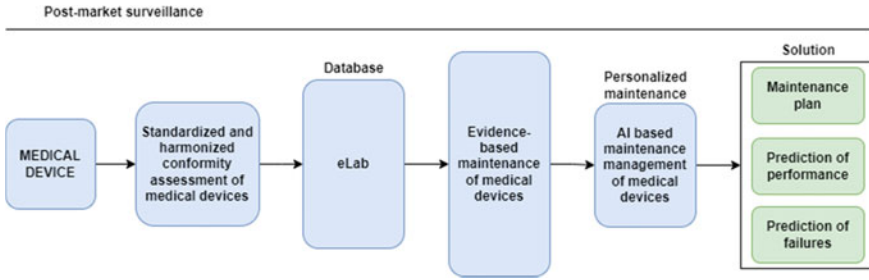 Post-market surveillance
MEDICAL
DEVICE
Standardized and
harmonized
conformity
assessment of
medical devices
Database
eLab
Evidence-
based
maintenance
of medical
devices
Personalized
maintenance
AI based
maintenance
management
of medical
devices
Solution
Maintenance
plan
Prediction of
performance
Prediction of
failures